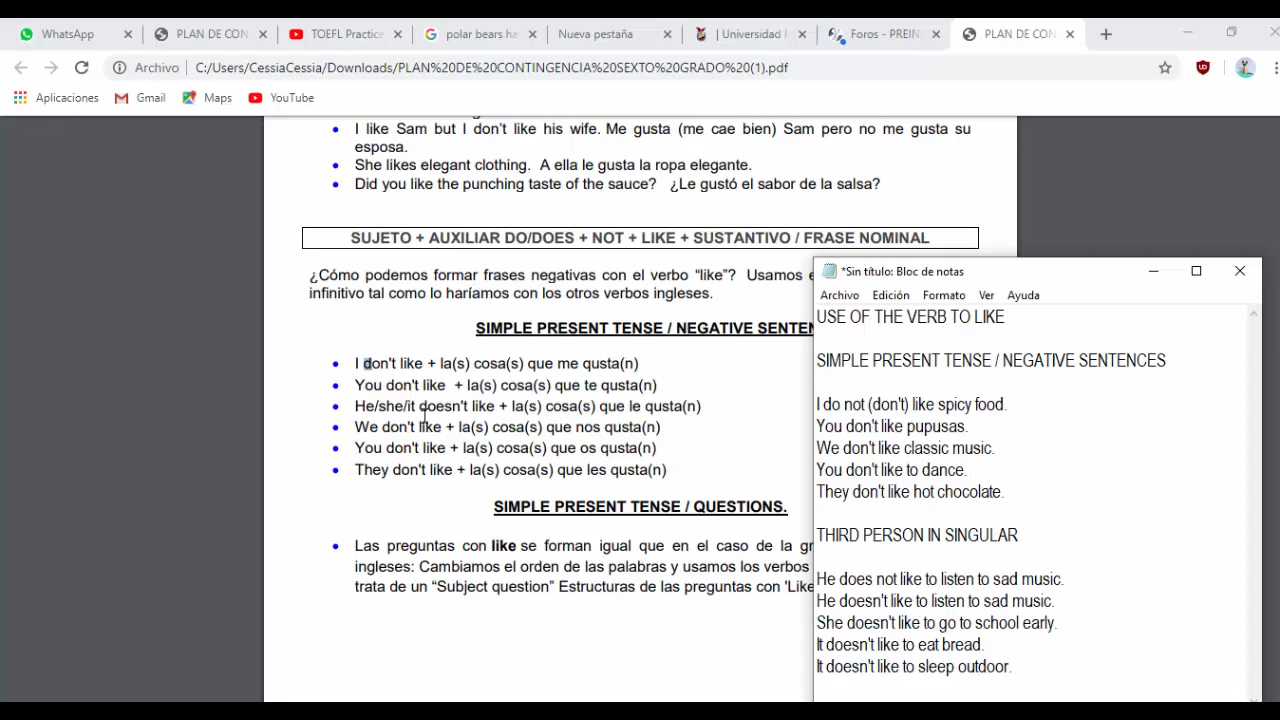 WhatsApp
PLAN DE CON
TOEFL Practice
polar bears ha
Nueva pestaña
| Universidad
Foros - PREIN
PLAN DE CON
Archivo
C:/Users/CessiaCessia/Downloads/PLAN%20DE%20CONTINGENCIA%20SEXTO%20GRADO%20(1).pdf
Aplicaciones
Gmail
Maps
YouTube
I like Sam but I don't like his wife. Me gusta (me cae bien) Sam pero no me gusta su
esposa.
She likes elegant clothing. A ella le gusta la ropa elegante.
Did you like the punching taste of the sauce? ¿Le gustó el sabor de la salsa?
SUJETO + AUXILIAR DO/DOES + NOT + LIKE + SUSTANTIVO / FRASE NOMINAL
¿Cómo podemos formar frases negativas con el verbo “like”? Usamos e
infinitivo tal como lo haríamos con los otros verbos ingleses.
SIMPLE PRESENT TENSE / NEGATIVE SENTEN
I don't like + la(s) cosa(s) que me qusta(n)
You don't like + la(s) cosa(s) que te qusta(n)
He/she/it doesn't like + la(s) cosa(s) que le qusta(n)
We don't like + la(s) cosa(s) que nos qusta(n)
You don't like + la(s) cosa(s) que os qusta(n)
They don't like + la(s) cosa(s) que les qusta(n)
SIMPLE PRESENT TENSE / QUESTIONS.
Las preguntas con like se forman igual que en el caso de la gr
ingleses: Cambiamos el orden de las palabras y usamos los verbos
trata de un “Subject question” Estructuras de las preguntas con 'Like
*Sin título: Bloc de notas
Archivo Edición Formato Ver Ayuda
USE OF THE VERB TO LIKE
SIMPLE PRESENT TENSE / NEGATIVE SENTENCES
I do not (don't) like spicy food.
You don't like pupusas.
We don't like classic music.
You don't like to dance.
They don't like hot chocolate.
THIRD PERSON IN SINGULAR
He does not like to listen to sad music.
He doesn't like to listen to sad music.
She doesn't like to go to school early.
It doesn't like to eat bread.
It doesn't like to sleep outdoor.